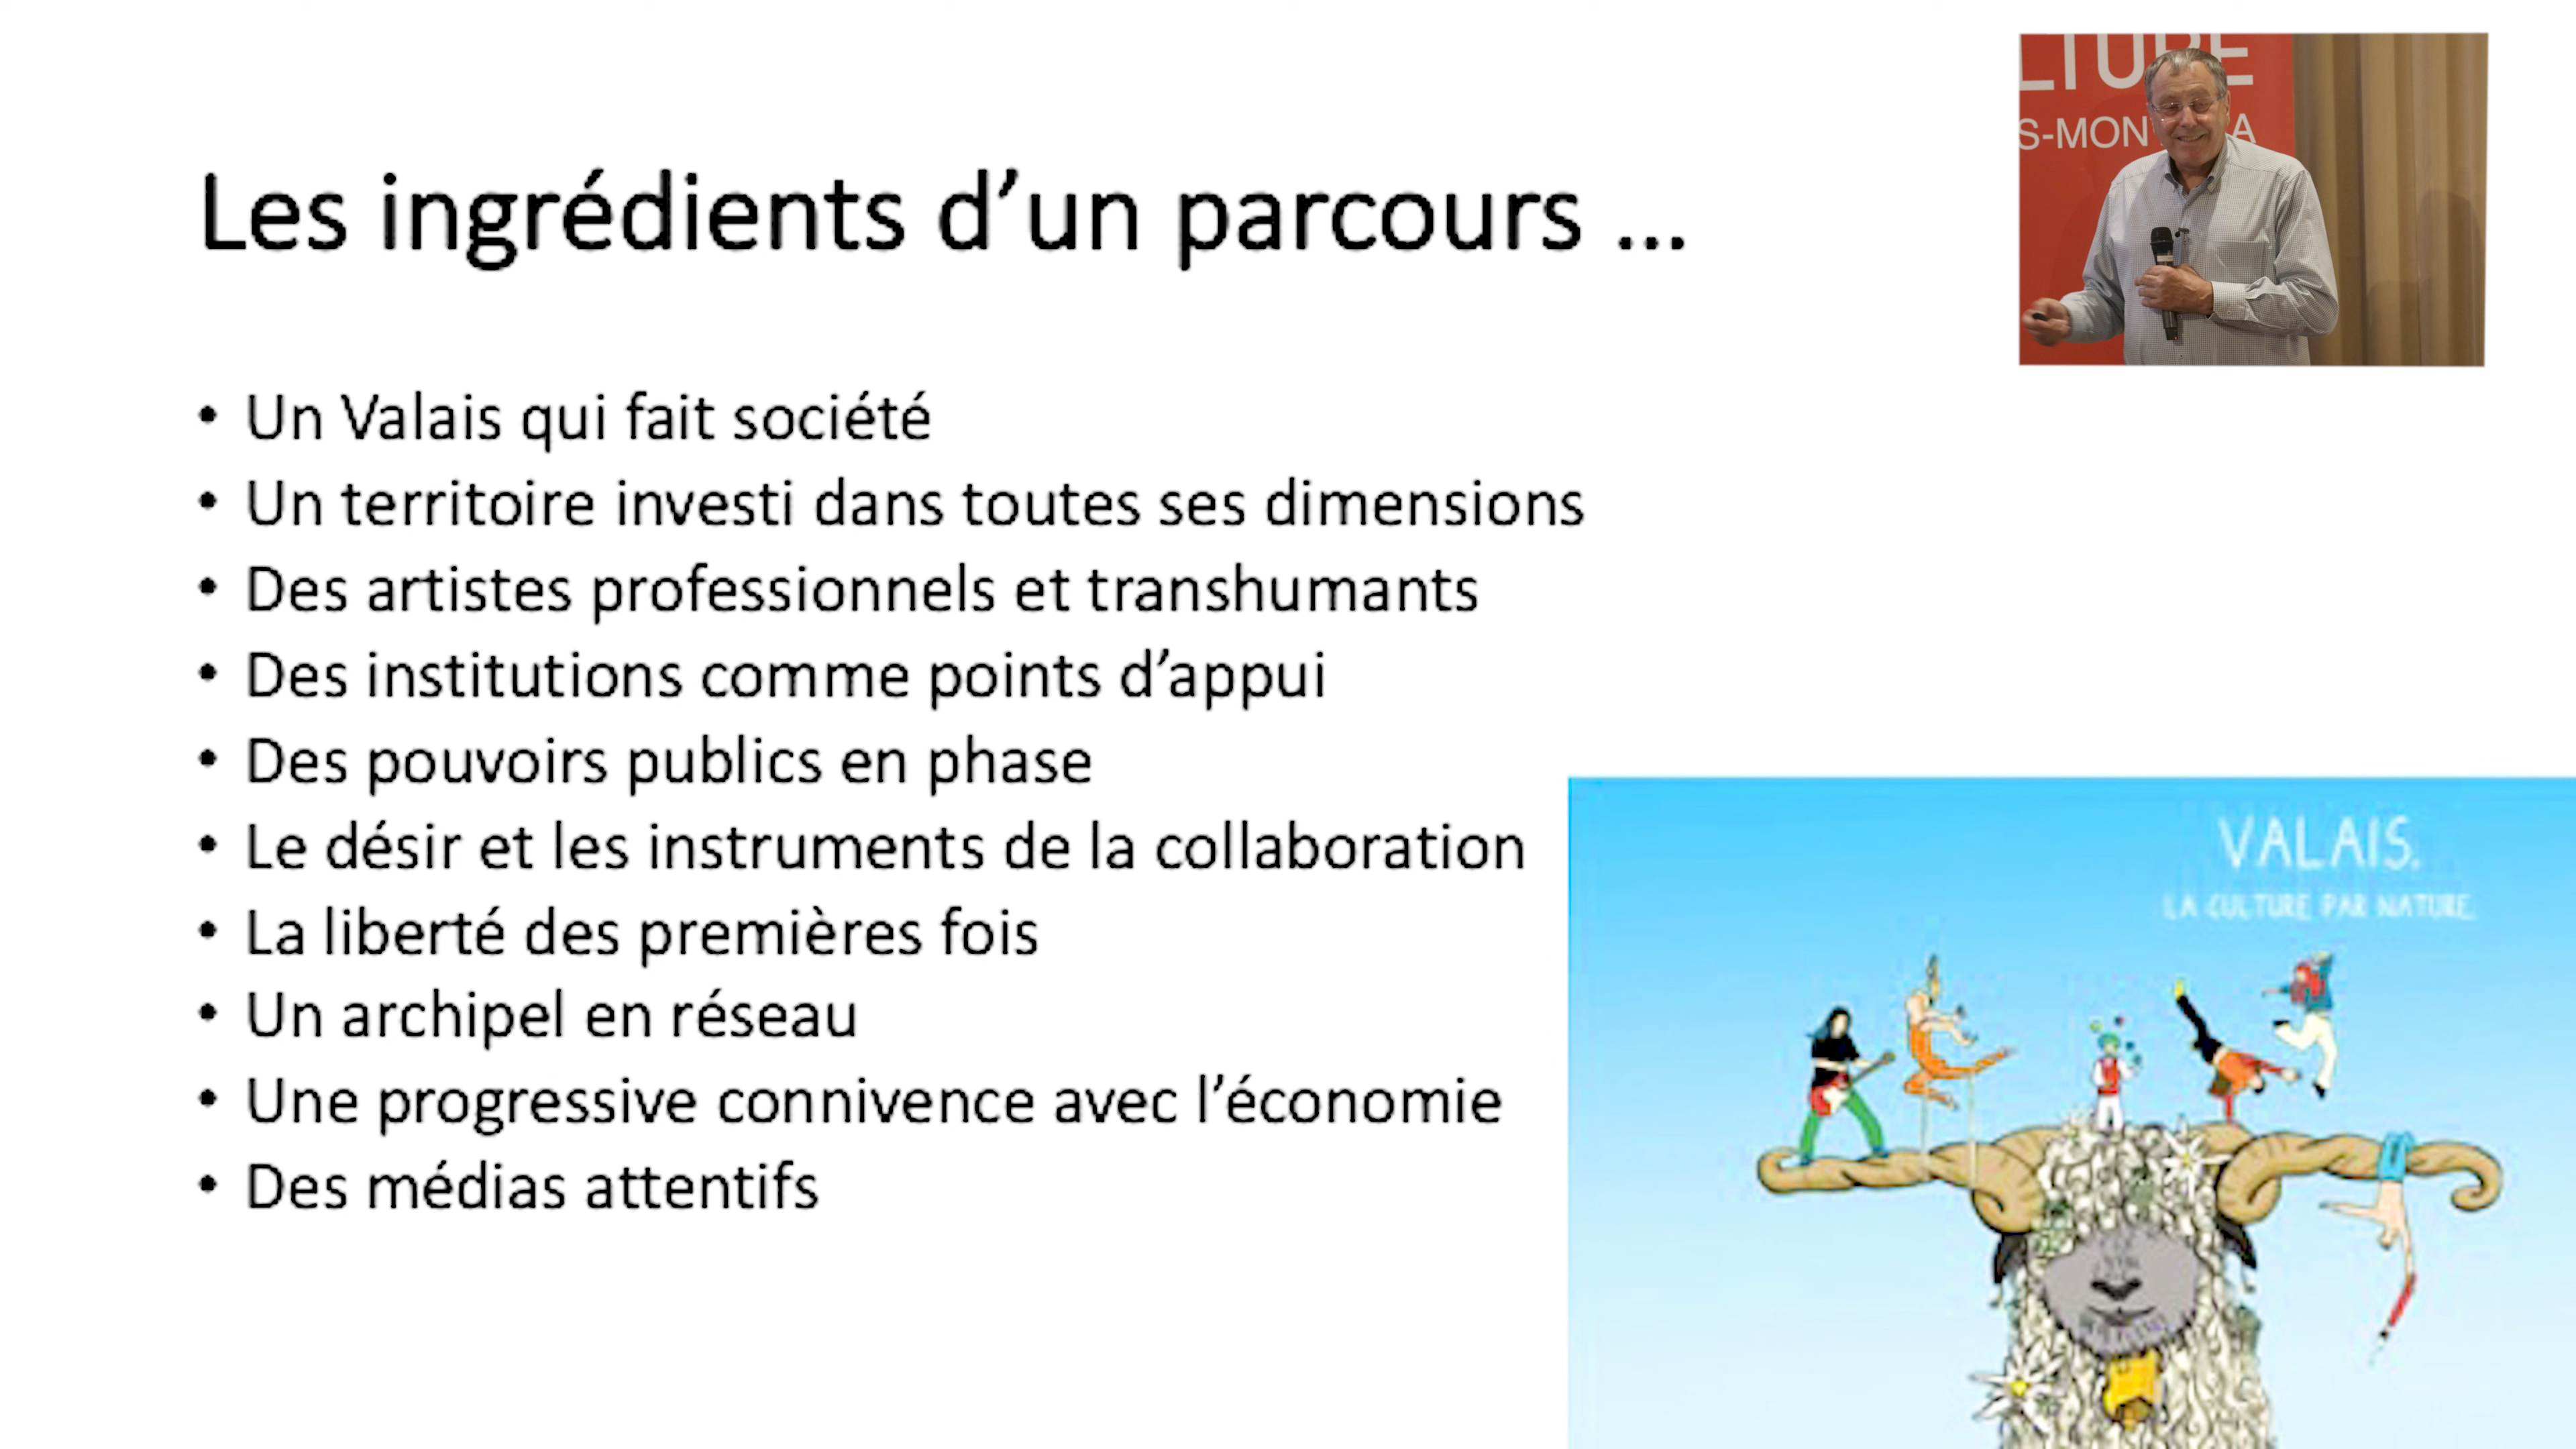 LTURE
S-MON A
Les ingrédients d’un parcours ...
• Un Valais qui fait société
• Un territoire investi dans toutes ses dimensions
• Des artistes professionnels et transhumants
• Des institutions comme points d’appui
• Des pouvoirs publics en phase
• Le désir et les instruments de la collaboration
• La liberté des premières fois
• Un archipel en réseau
• Une progressive connivence avec l’économie
• Des médias attentifs
VALAIS.
LA CULTURE PAR NATURE.